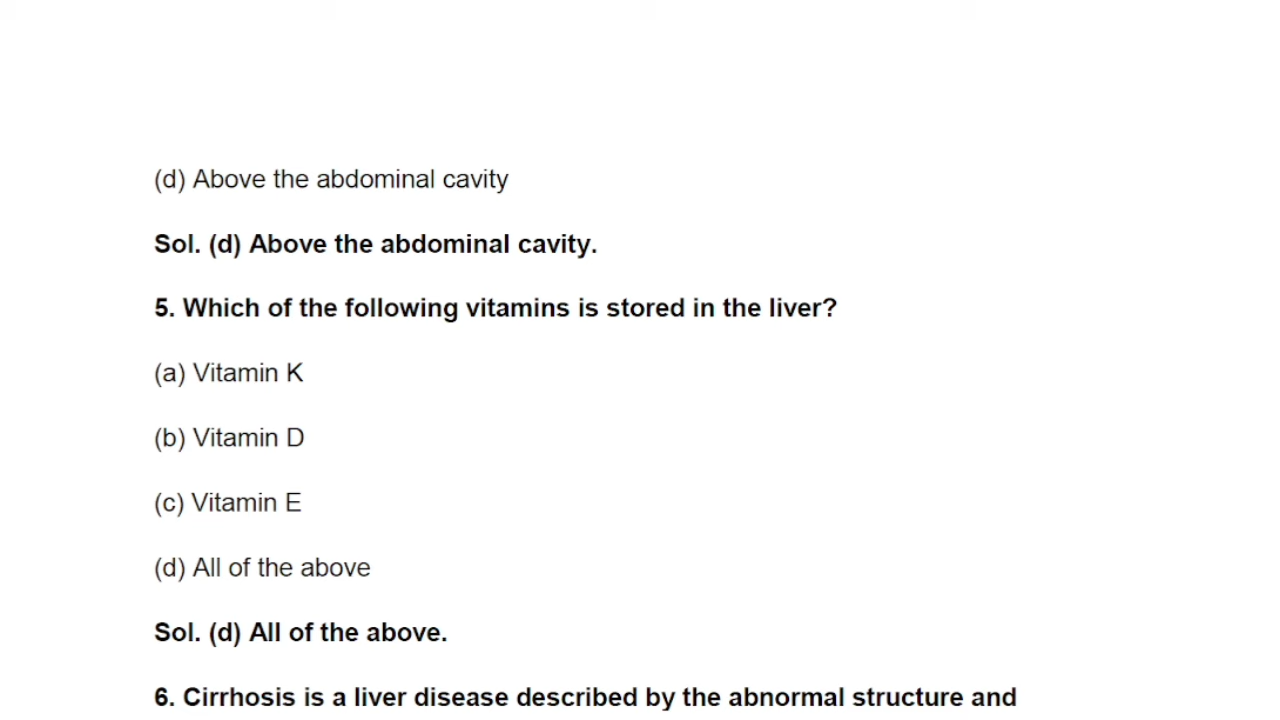 (d) Above the abdominal cavity
Sol. (d) Above the abdominal cavity.
5. Which of the following vitamins is stored in the liver?
(a) Vitamin K
(b) Vitamin D
(c) Vitamin E
(d) All of the above
Sol. (d) All of the above.
6. Cirrhosis is a liver disease described by the abnormal structure and